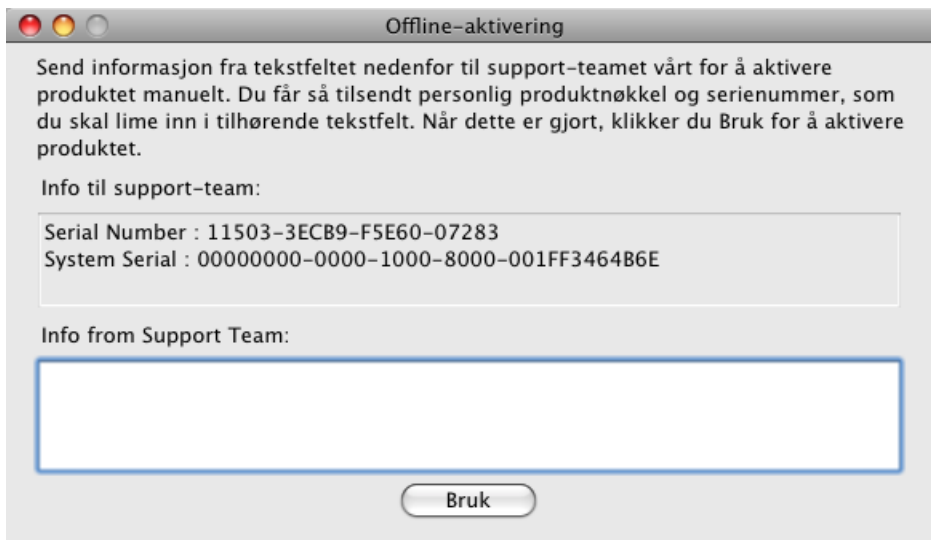 Offline-aktivering
Send informasjon fra tekstfeltet nedenfor til support-teamet vårt for å aktivere
produktet manuelt. Du får så tilsendt personlig produktnøkkel og serienummer, som
du skal lime inn i tilhørende tekstfelt. Når dette er gjort, klikker du Bruk for å aktivere
produktet.
Info til support-team:
Serial Number : 11503-3ECB9-F5E60-07283
System Serial : 00000000-0000-1000-8000-001FF3464B6E
Info from Support Team:
Bruk